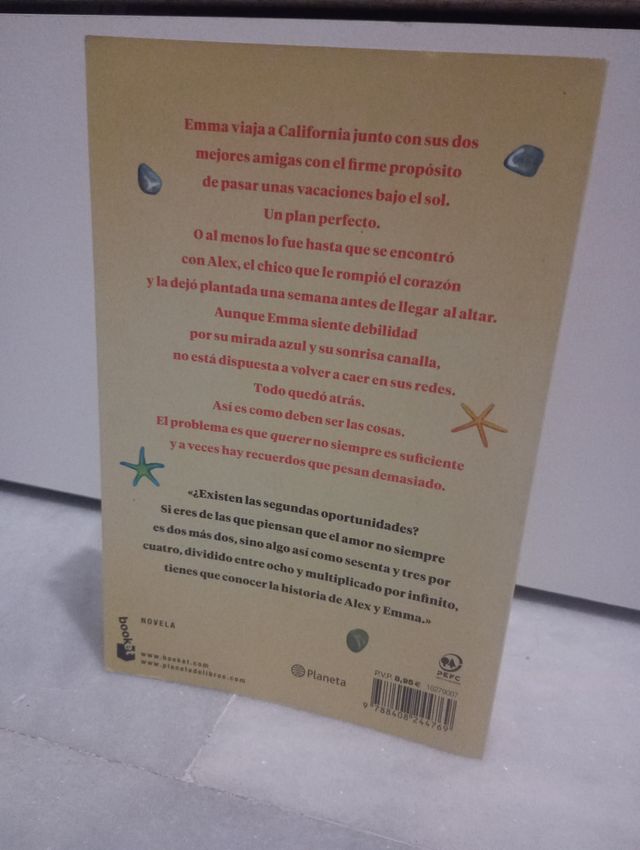 Emma viaja a California junto con sus dos
mejores amigas con el firme propósito
de pasar unas vacaciones bajo el sol.
Un plan perfecto.
O al menos lo fue hasta que se encontró
con Alex, el chico que le rompió el corazón
y la dejó plantada una semana antes de llegar al altar.
Aunque Emma siente debilidad
por su mirada azul y su sonrisa canalla,
no está dispuesta a volver a caer en sus redes.
Todo quedó atrás.
Así es como deben ser las cosas.
El problema es que querer no siempre es suficiente
y a veces hay recuerdos que pesan demasiado.
«¿Existen las segundas oportunidades?
Si eres de las que piensan que el amor no siempre
es dos más dos, sino algo así como sesenta y tres por
cuatro, dividido entre ocho y multiplicado por infinito,
tienes que conocer la historia de Alex y Emma.»
NOVELA
booket
www.booket.com
www.planetadelibros.com
Planeta
PEFC
P.V.P. 8,95 € 10279007
9 788408 244769